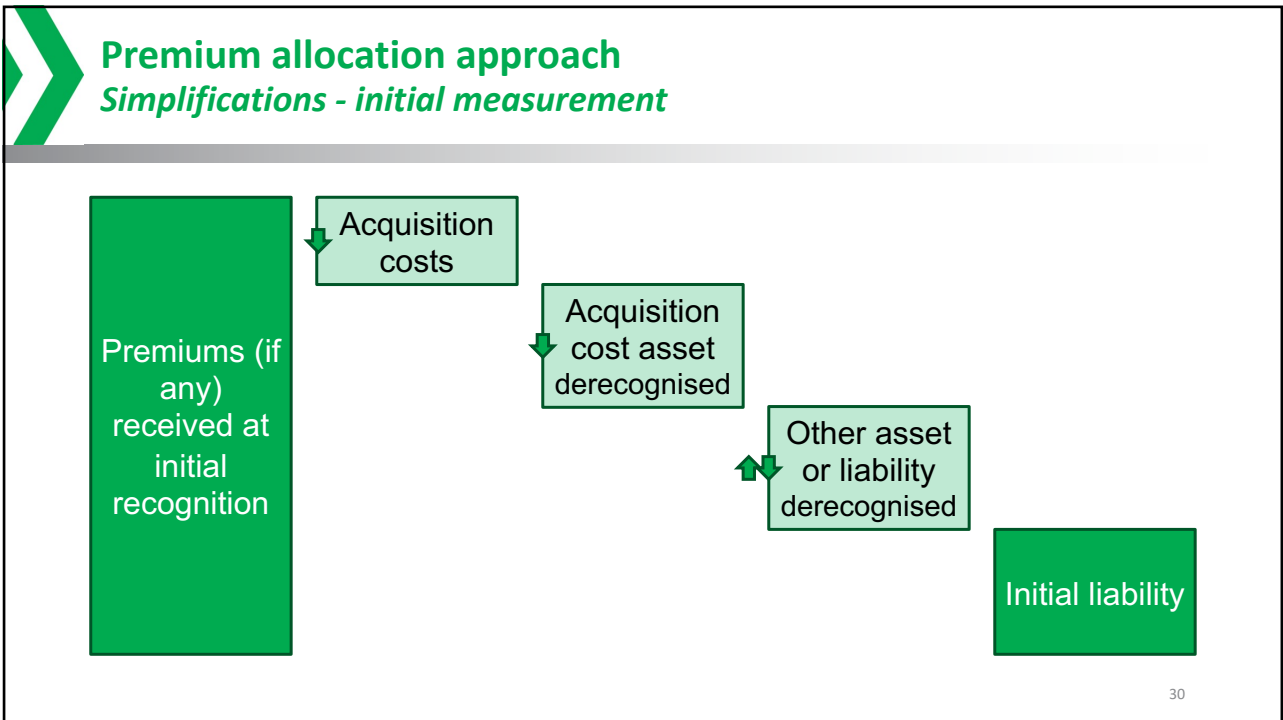 Premium allocation approach
Simplifications - initial measurement
Premiums (if
any)
received at
initial
recognition
Acquisition
costs
Acquisition
cost asset
derecognised
Other asset
or liability
derecognised
Initial liability
30